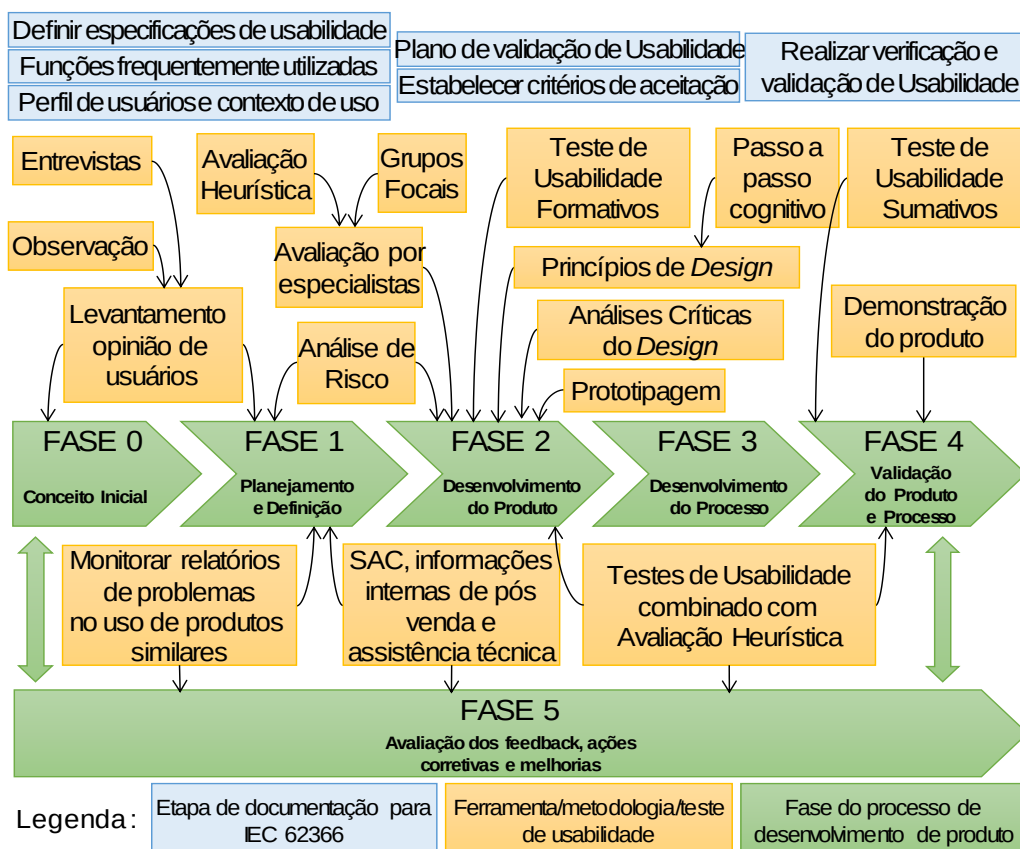 Definir especificações de usabilidade
Funções frequentemente utilizadas
Perfil de usuários e contexto de uso
Plano de validação de Usabilidade
Estabelecer critérios de aceitação
Realizar verificação e
validação de Usabilidade
Entrevistas
Avaliação
Heurística
Grupos
Focais
Teste de
Usabilidade
Formativos
Passo a
passo
cognitivo
Teste de
Usabilidade
Sumativos
Observação
Avaliação por
especialistas
Princípios de Design
Levantamento
opinião de
usuários
Análise de
Risco
Análises Críticas
do Design
Demonstração
do produto
Prototipagem
FASE 0
Conceito Inicial
FASE 1
Planejamento
e Definição
FASE 2
Desenvolvimento
do Produto
FASE 3
Desenvolvimento
do Processo
FASE 4
Validação
do Produto
e Processo
Monitorar relatórios
de problemas
no uso de produtos
similares
SAC, informações
internas de pós
venda e
assistência técnica
Testes de Usabilidade
combinado com
Avaliação Heurística
FASE 5
Avaliação dos feedback, ações
corretivas e melhorias
Legenda:
Etapa de documentação para
IEC 62366
Ferramenta/metodologia/teste
de usabilidade
Fase do processo de
desenvolvimento de produto